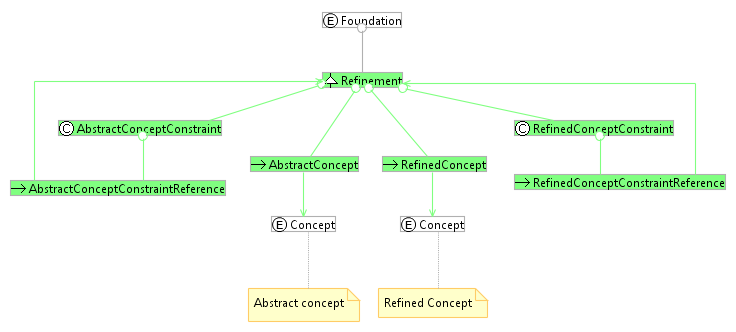 E Foundation
Refinement
C AbstractConceptConstraint
C RefinedConceptConstraint
AbstractConcept
RefinedConcept
AbstractConceptConstraintReference
RefinedConceptConstraintReference
E Concept
E Concept
Abstract concept
Refined Concept